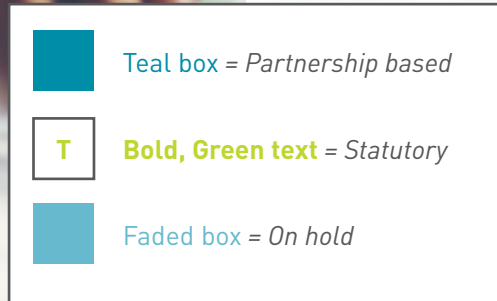 Teal box = Partnership based
T Bold, Green text = Statutory
Faded box = On hold